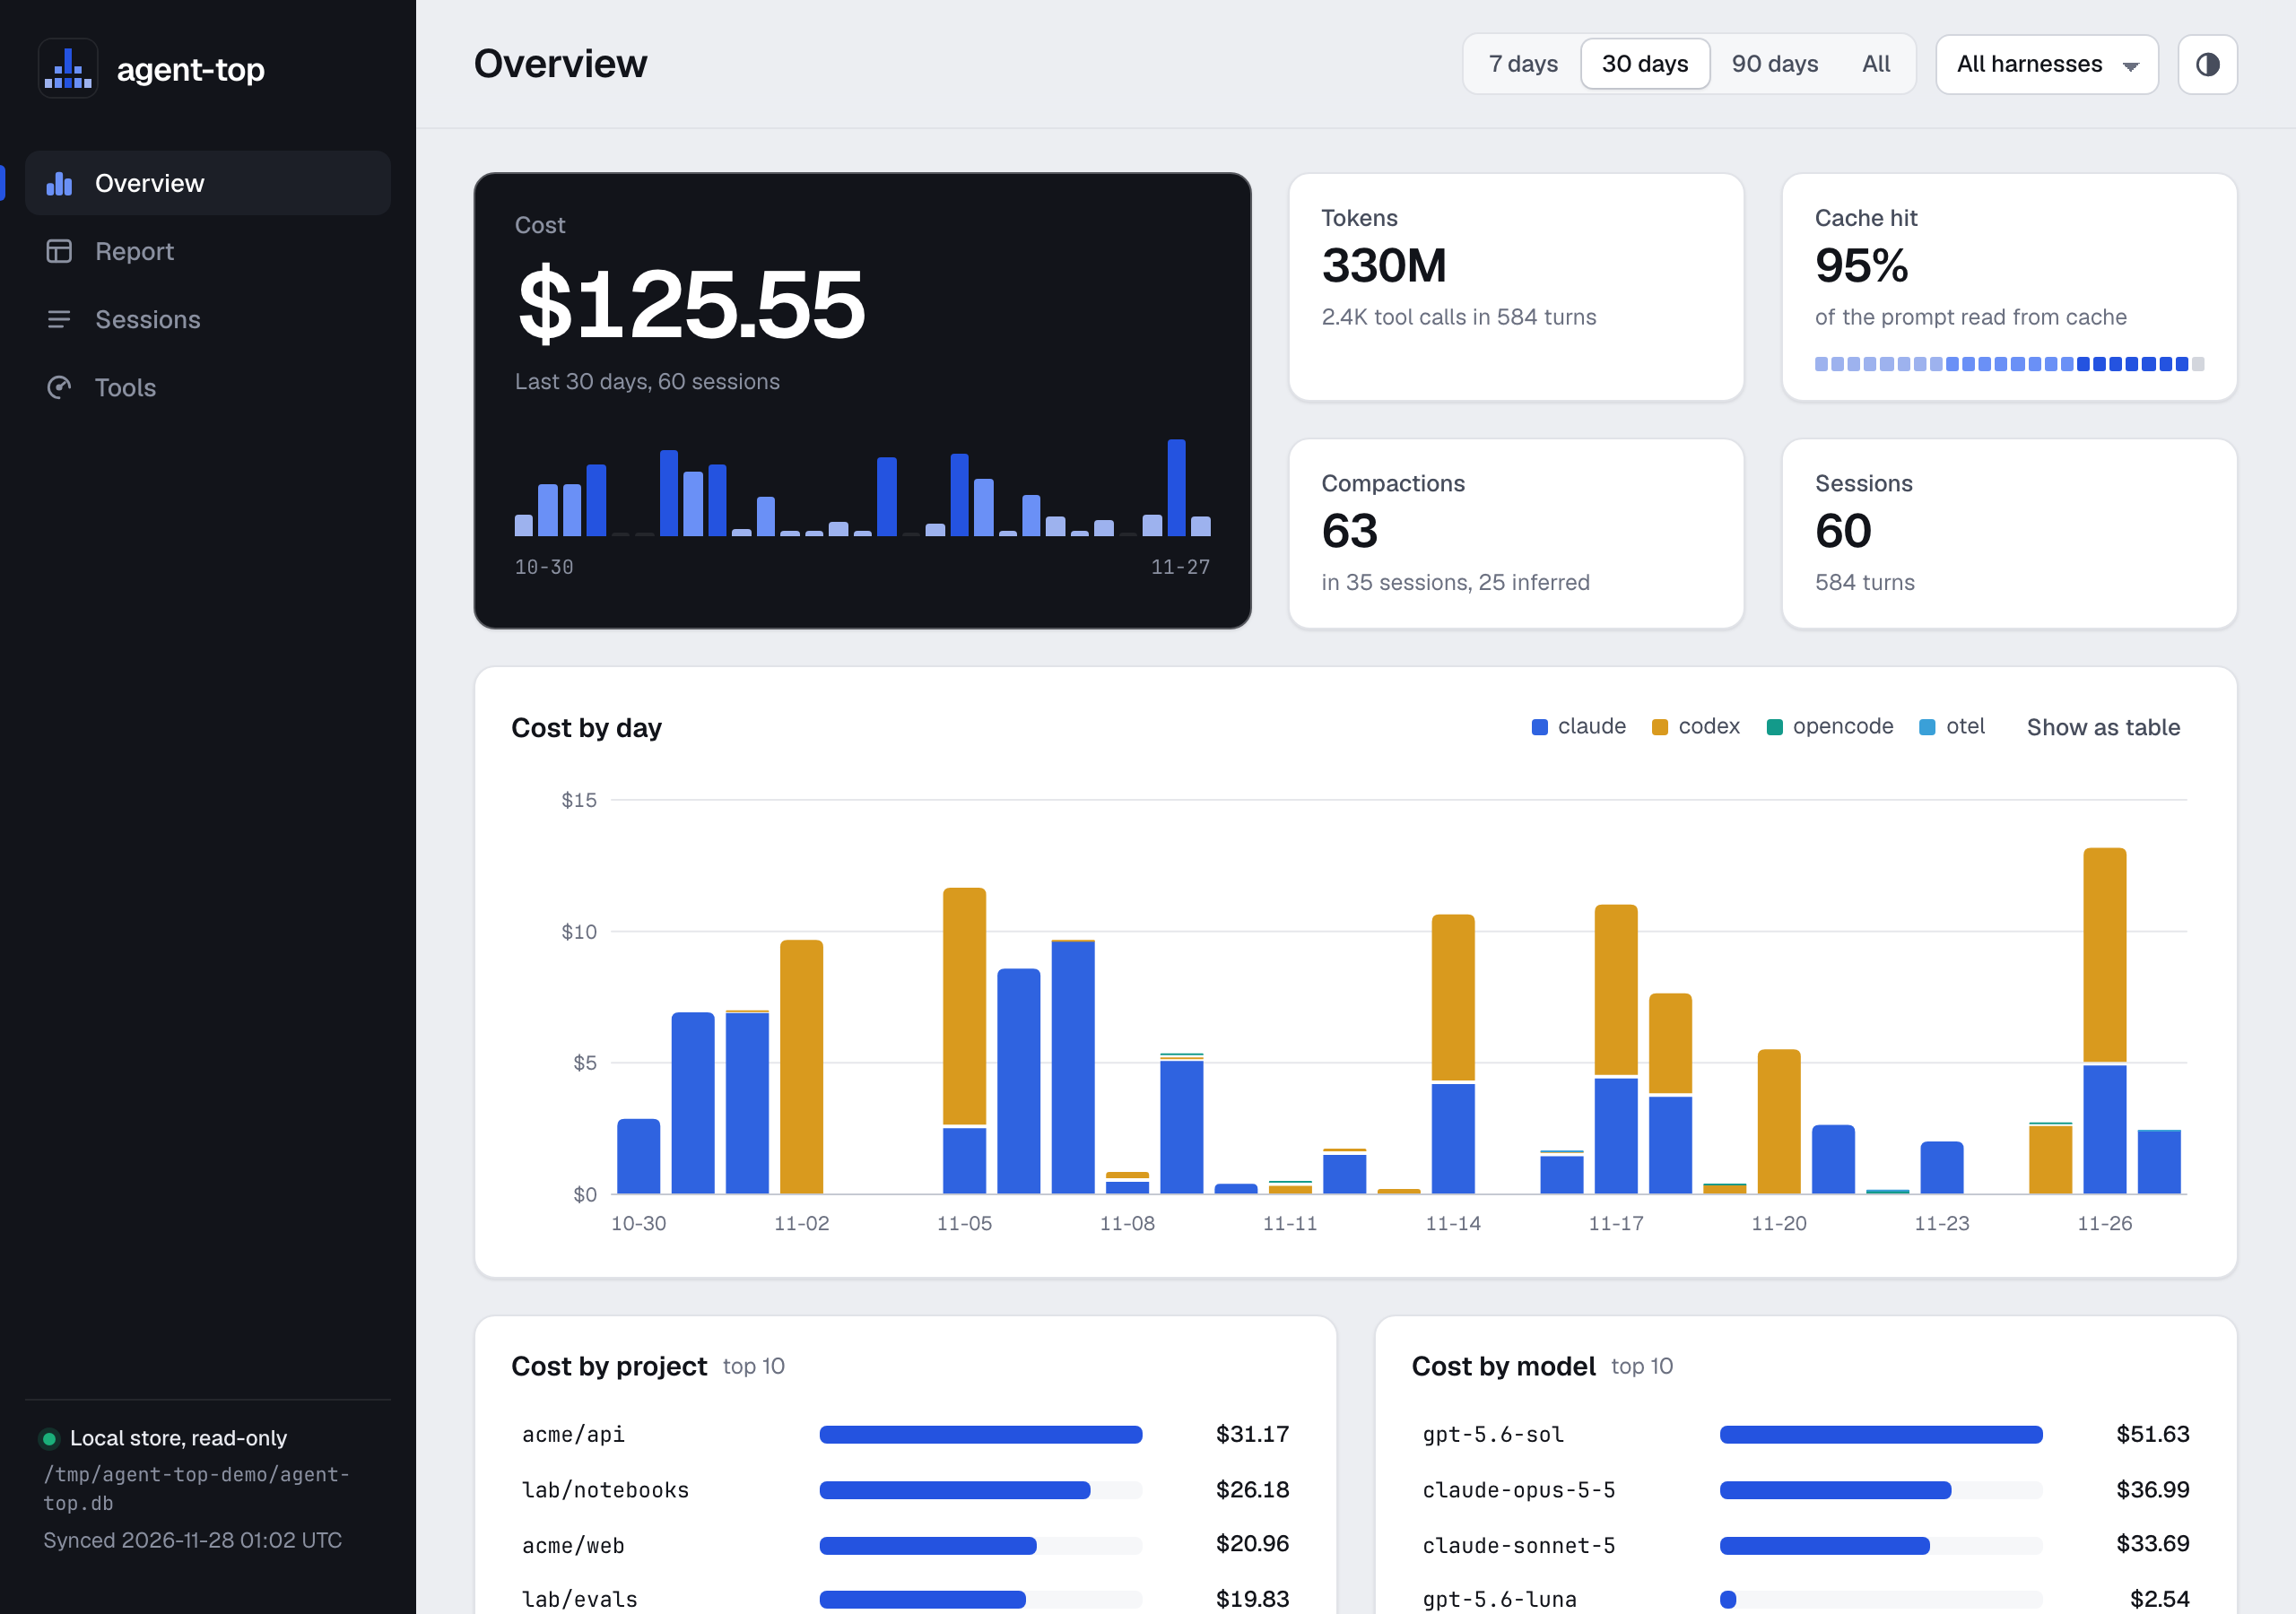 agent-top
Overview
Report
Sessions
Tools
Local store, read-only
/tmp/agent-top-demo/agent-
top.db
Synced 2026-11-28 01:02 UTC
Overview
7 days 30 days 90 days All All harnesses
Cost
$125.55
Last 30 days, 60 sessions
10-30 11-27
Tokens
330M
2.4K tool calls in 584 turns
Cache hit
95%
of the prompt read from cache
Compactions
63
in 35 sessions, 25 inferred
Sessions
60
584 turns
Cost by day claude codex opencode otel Show as table
$15
$10
$5
$0
10-30 11-02 11-05 11-08 11-11 11-14 11-17 11-20 11-23 11-26
Cost by project top 10
acme/api $31.17
lab/notebooks $26.18
acme/web $20.96
lab/evals $19.83
Cost by model top 10
gpt-5.6-sol $51.63
claude-opus-5-5 $36.99
claude-sonnet-5 $33.69
gpt-5.6-luna $2.54